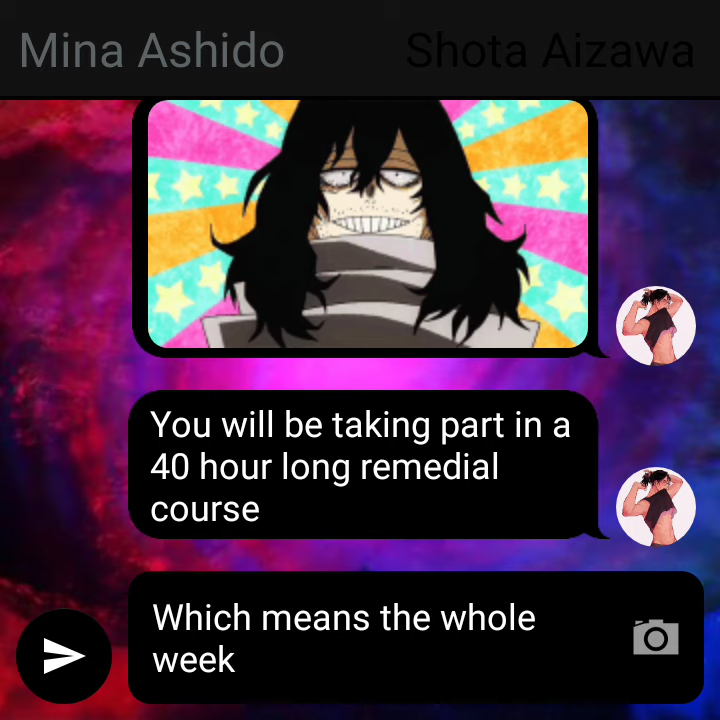 Mina Ashido Shota Aizawa
You will be taking part in a
40 hour long remedial
course
Which means the whole
week